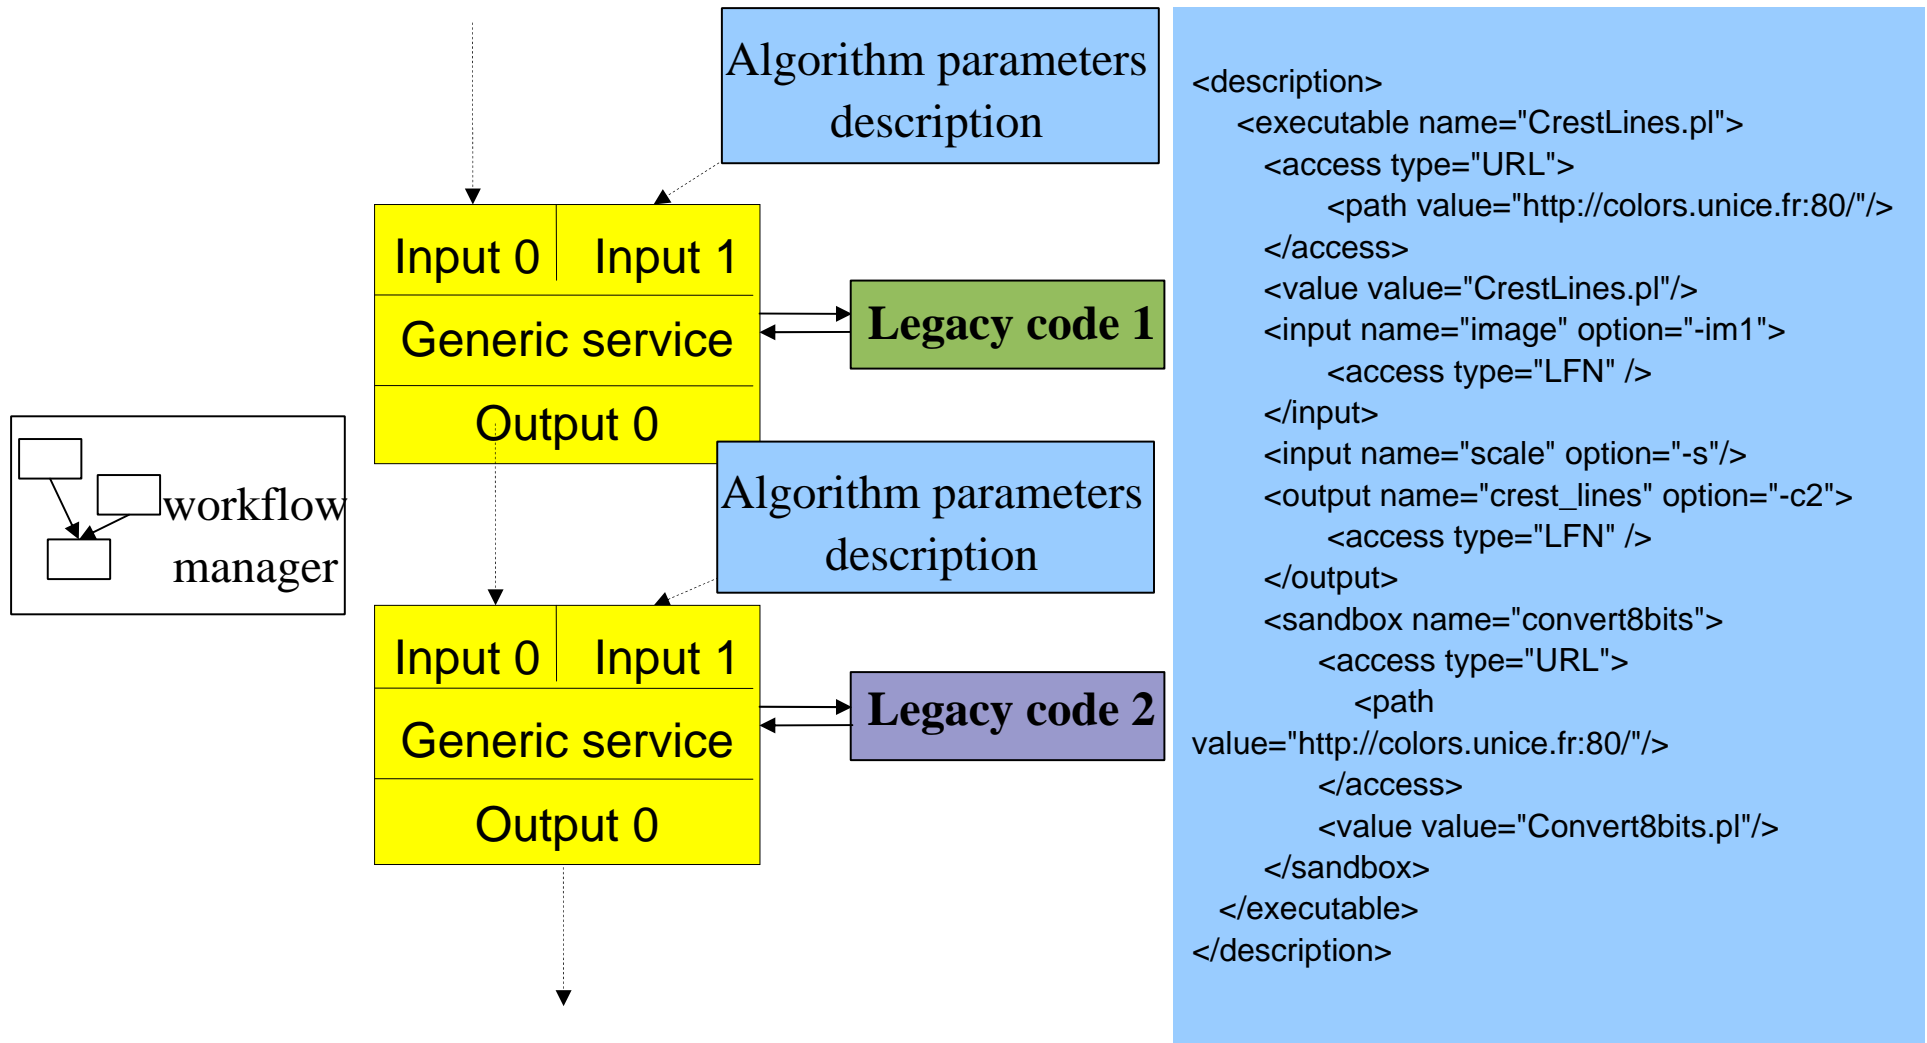 Algorithm parameters
description
Input 0
Input 1
Generic service
Legacy code 1
Output 0
workflow
manager
Algorithm parameters
description
Input 0
Input 1
Generic service
Legacy code 2
Output 0
<description>
<executable name="CrestLines.pl">
<access type="URL">
<path value="http://colors.unice.fr:80/"/>
</access>
<value value="CrestLines.pl"/>
<input name="image" option="-im1">
<access type="LFN" />
</input>
<input name="scale" option="-s"/>
<output name="crest_lines" option="-c2">
<access type="LFN" />
</output>
<sandbox name="convert8bits">
<access type="URL">
<path
value="http://colors.unice.fr:80/"/>
</access>
<value value="Convert8bits.pl"/>
</sandbox>
</executable>
</description>